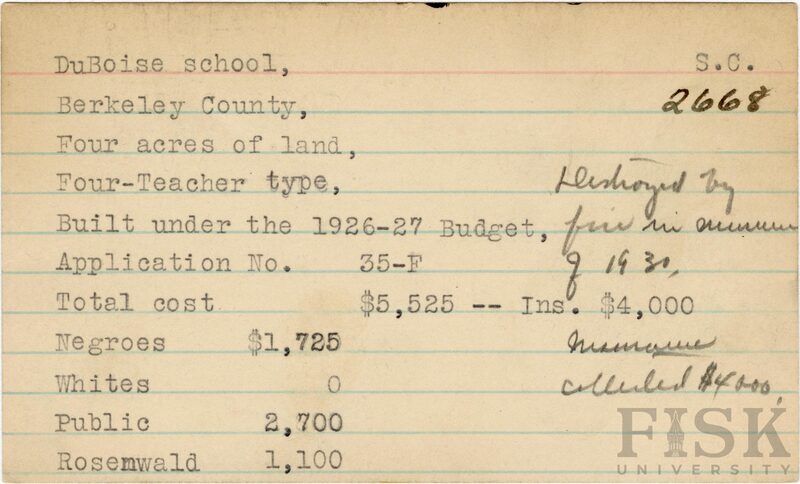 DuBoise school, S.C.
2668
Berkeley County,
Four acres of land,
Four-Teacher type,
Destroyed by
Built under the 1926-27 Budget, fire in
Application No. 35-F of 1930.
Total cost $5,525 -- Ins. $4,000
Negroes $1,725
Whites 0 collected $4000.
Public 2,700
Rosenwald 1,100
FISK
UNIVERSITY